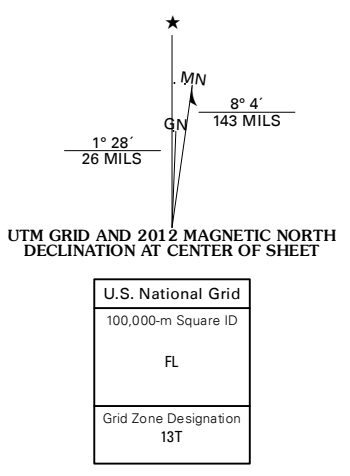 ★
MN
8° 4´
143 MILS
GN
1° 28´
26 MILS
UTM GRID AND 2012 MAGNETIC NORTH
DECLINATION AT CENTER OF SHEET
U.S. National Grid
100,000-m Square ID
FL
Grid Zone Designation
13T